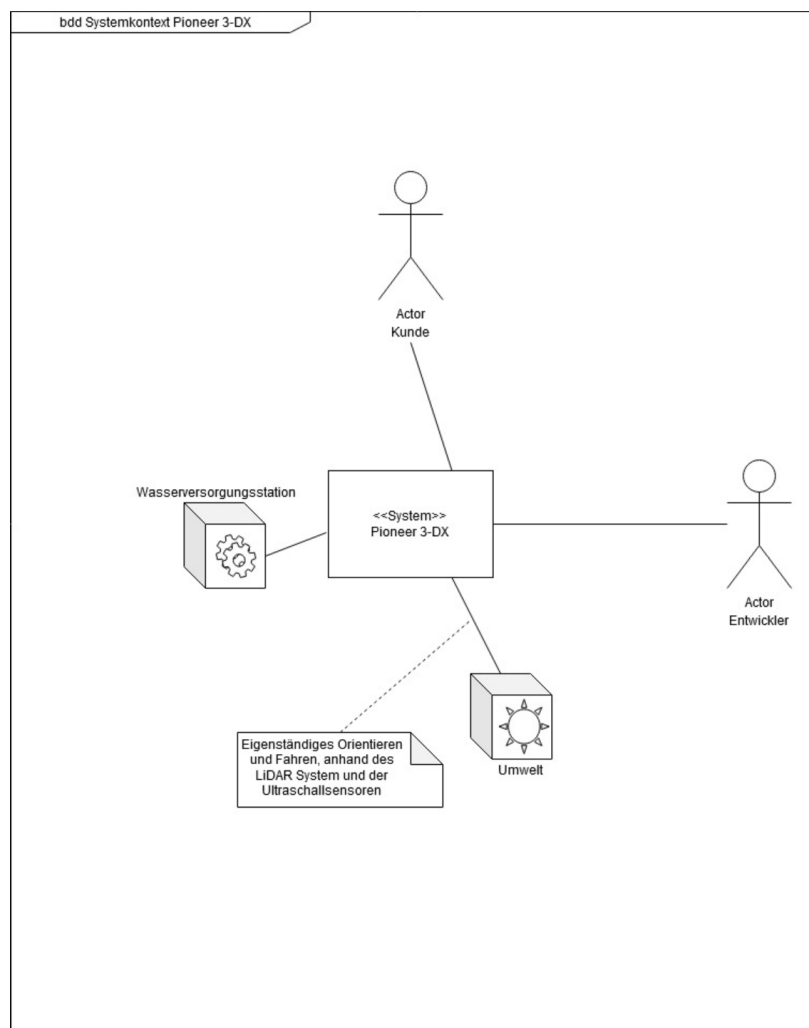 bdd Systemkontext Pioneer 3-DX
Actor
Kunde
Wasserversorgungsstation
<<System>>
Pioneer 3-DX
Actor
Entwickler
Eigenständiges Orientieren
und Fahren, anhand des
LiDAR System und der
Ultraschallsensoren
Umwelt